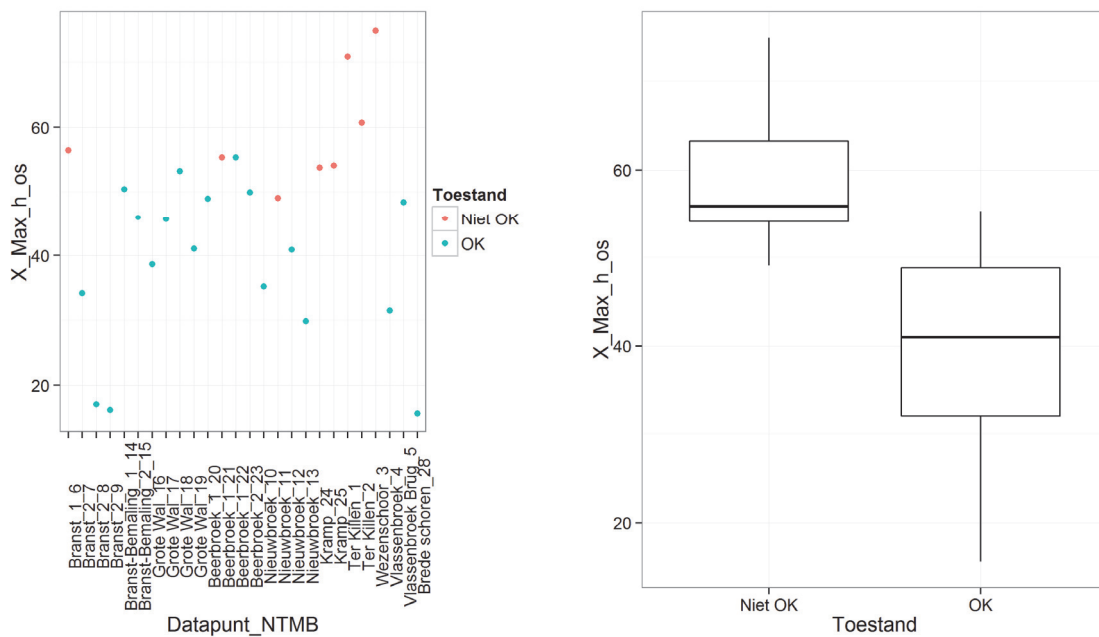 X_Max_h_os
60
40
20
Branst_1_6
Branst_2_7
Branst_2_8
Branst_2_9
Branst-Bemaling_1_14
Branst-Bemaling_2_15
Grote Wal_16
Grote Wal_17
Grote Wal_18
Grote Wal_19
Beerbroek_1_20
Beerbroek_1_21
Beerbroek_1_22
Beerbroek_2_23
Nieuwbroek_10
Nieuwbroek_11
Nieuwbroek_12
Nieuwbroek_13
Kramp_24
Kramp_25
Ter Killen_1
Ter Killen_2
Wezenschoor_3
Vlassenbroek_4
Vlassenbroek Brug_5
Brede schoren_28
Datapunt_NTMB
Toestand
Niet OK
OK
X_Max_h_os
60
40
20
Niet OK
OK
Toestand